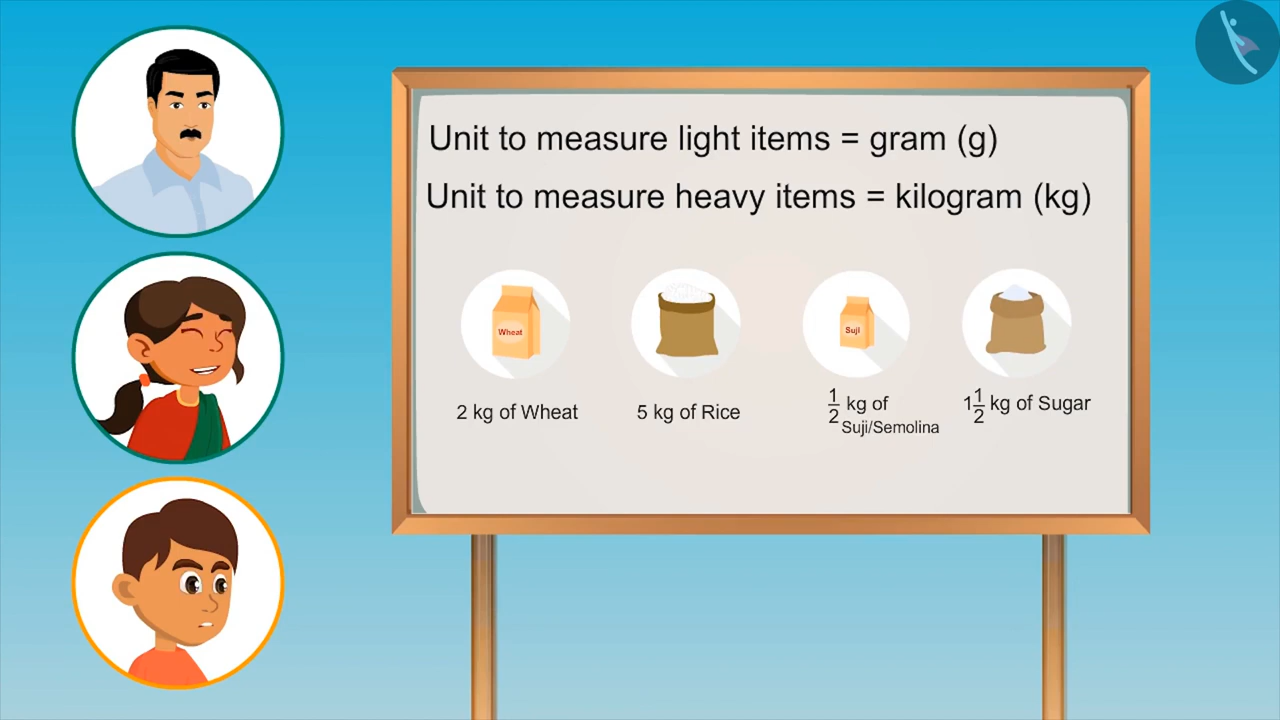 Unit to measure light items = gram (g)
Unit to measure heavy items = kilogram (kg)
Wheat
Suji
2 kg of Wheat
5 kg of Rice
1/2 kg of
Suji/Semolina
1 1/2 kg of Sugar